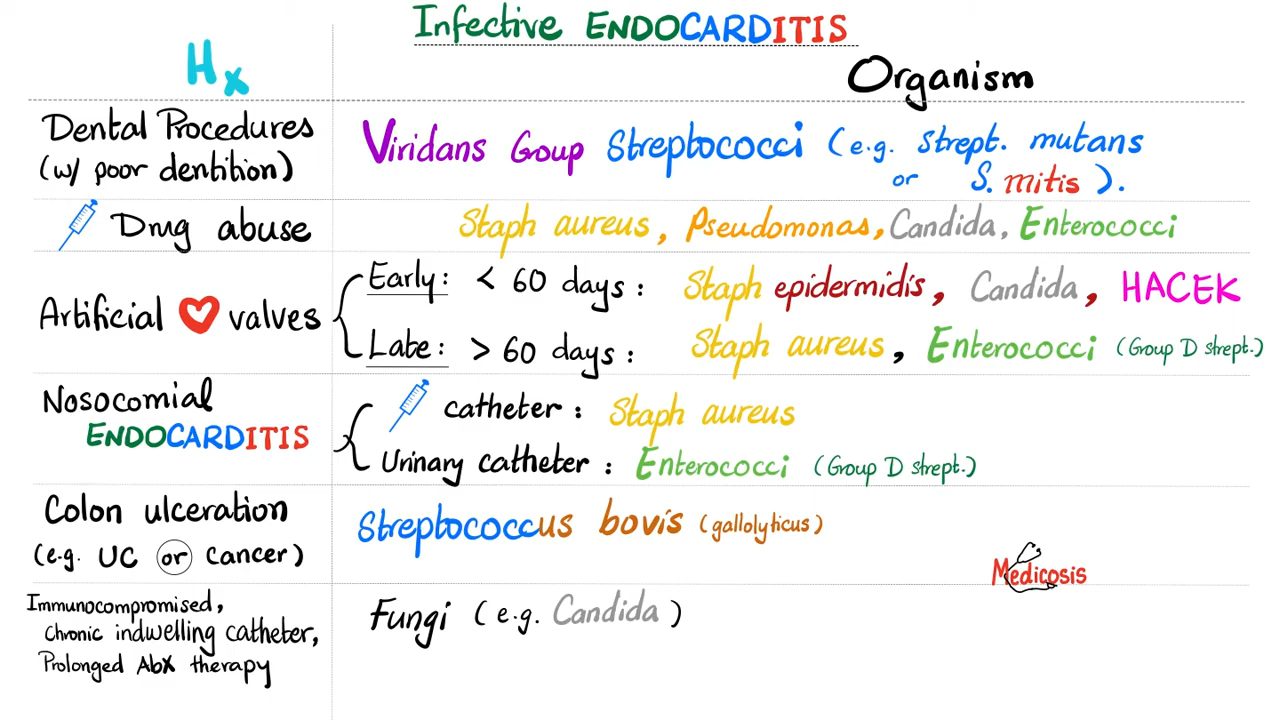 Infective ENDOCARDITIS
Hx
Organism
Dental Procedures
(w/ poor dentition)
Viridans Goup Streptococci (e.g. Strept. mutans
or S. mitis).
Drug abuse
Staph aureus, Pseudomonas, Candida, Enterococci
Artificial valves
Early: < 60 days: Staph epidermidis, Candida, HACEK
Late: > 60 days: Staph aureus, Enterococci (Group D strept.)
Nosocomial
ENDOCARDITIS
catheter: Staph aureus
Urinary catheter: Enterococci (Group D strept.)
Colon ulceration
(e.g. UC or cancer)
Streptococcus bovis (gallolyticus)
Medicosis
Immunocompromised,
Chronic indwelling catheter,
Prolonged Abx therapy
Fungi (e.g. Candida)